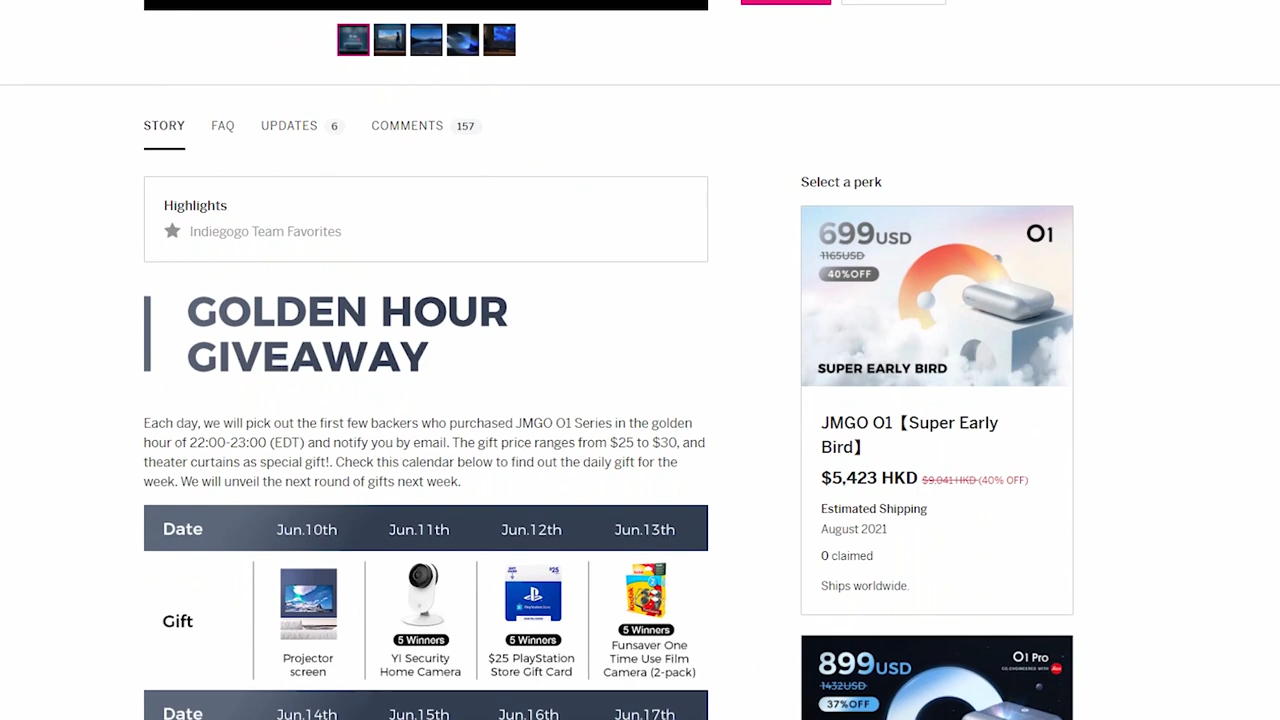 STORY
FAQ
UPDATES 6
COMMENTS 157
Highlights
Indiegogo Team Favorites
GOLDEN HOUR
GIVEAWAY
Each day, we will pick out the first few backers who purchased JMGO O1 Series in the golden
hour of 22:00-23:00 (EDT) and notify you by email. The gift price ranges from $25 to $30, and
theater curtains as special gift!. Check this calendar below to find out the daily gift for the
week. We will unveil the next round of gifts next week.
Date Jun.10th Jun.11th Jun.12th Jun.13th
Gift
Projector
screen
5 Winners
YI Security
Home Camera
$25
PlayStation
5 Winners
$25 PlayStation
Store Gift Card
Kodak
5 Winners
Funsaver One
Time Use Film
Camera (2-pack)
Date Jun.14th Jun.15th Jun.16th Jun.17th
Select a perk
699USD
1165USD
40%OFF
O1
SUPER EARLY BIRD
JMGO O1【Super Early
Bird】
$5,423 HKD $9,041 HKD (40% OFF)
Estimated Shipping
August 2021
0 claimed
Ships worldwide.
899USD
1432USD
37%OFF
O1 Pro
CO-ENGINEERED WITH Leica